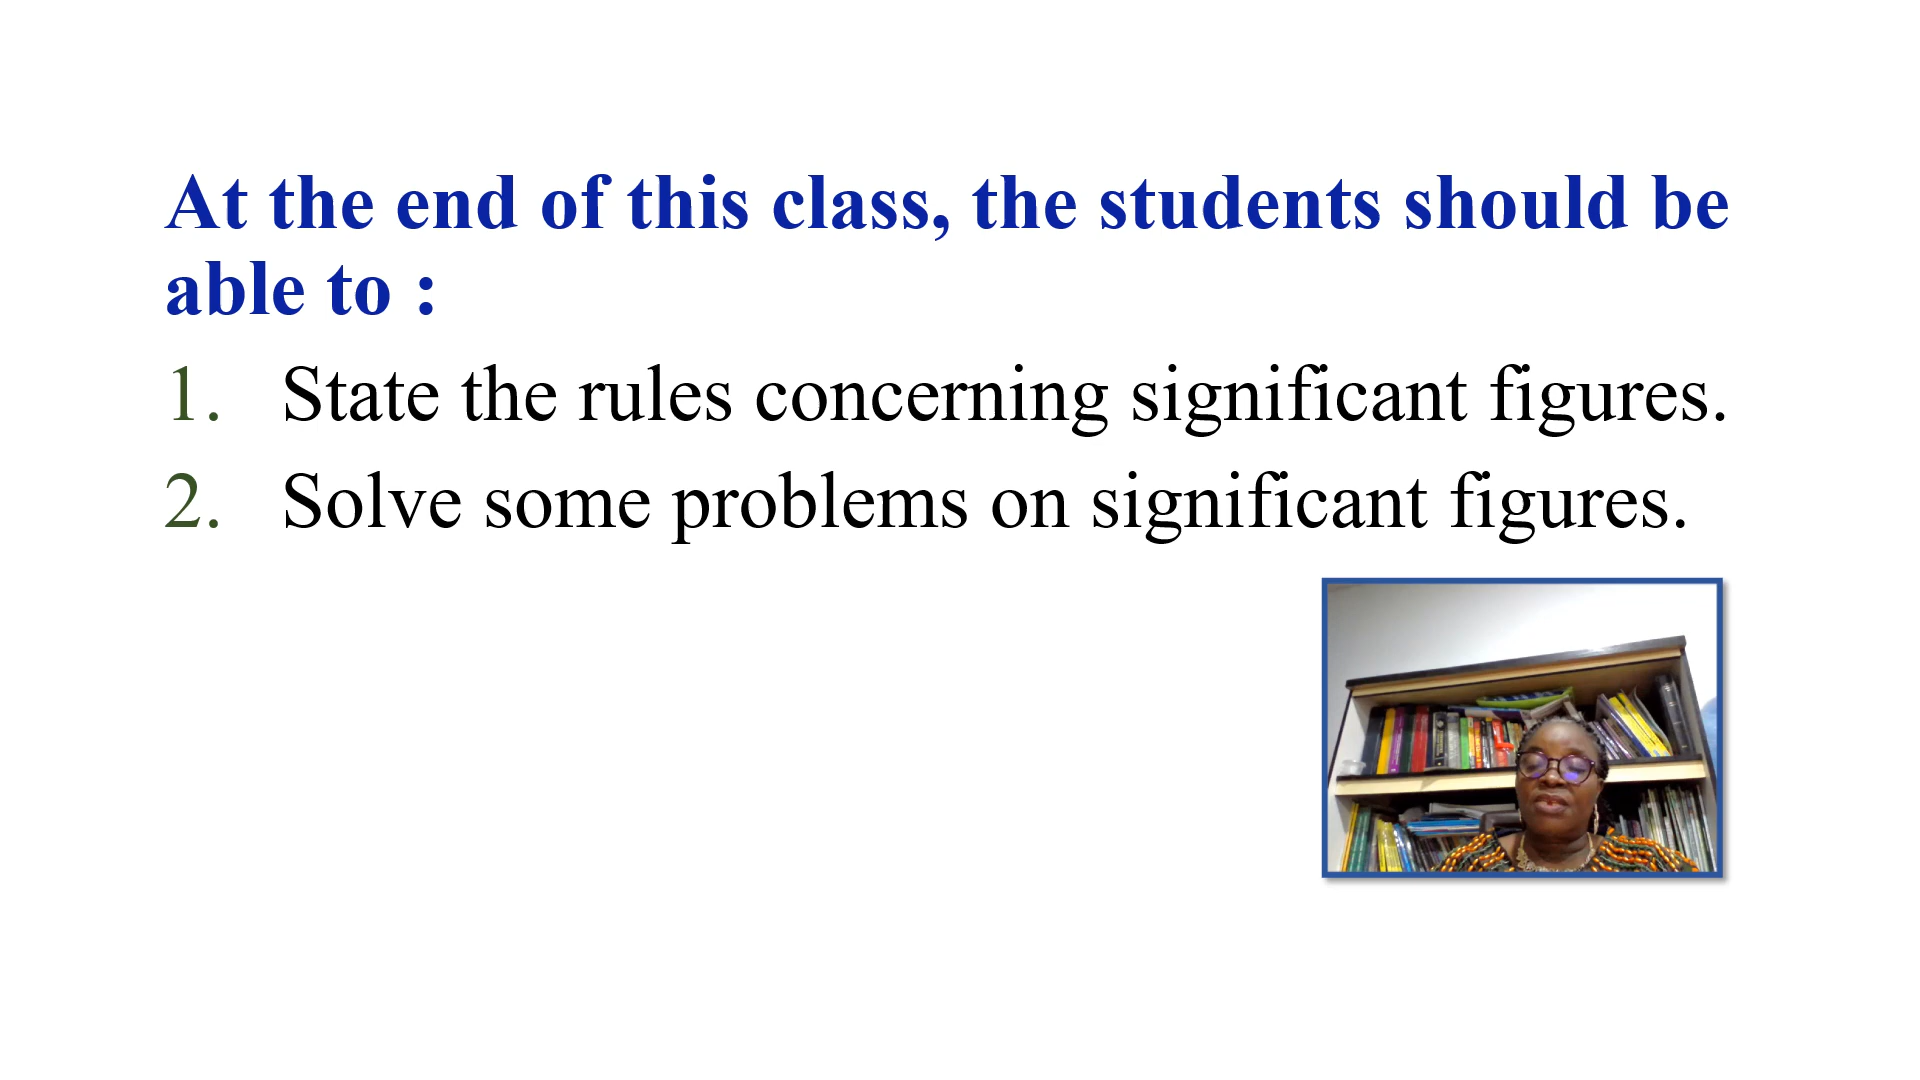 At the end of this class, the students should be
able to :
1. State the rules concerning significant figures.
2. Solve some problems on significant figures.